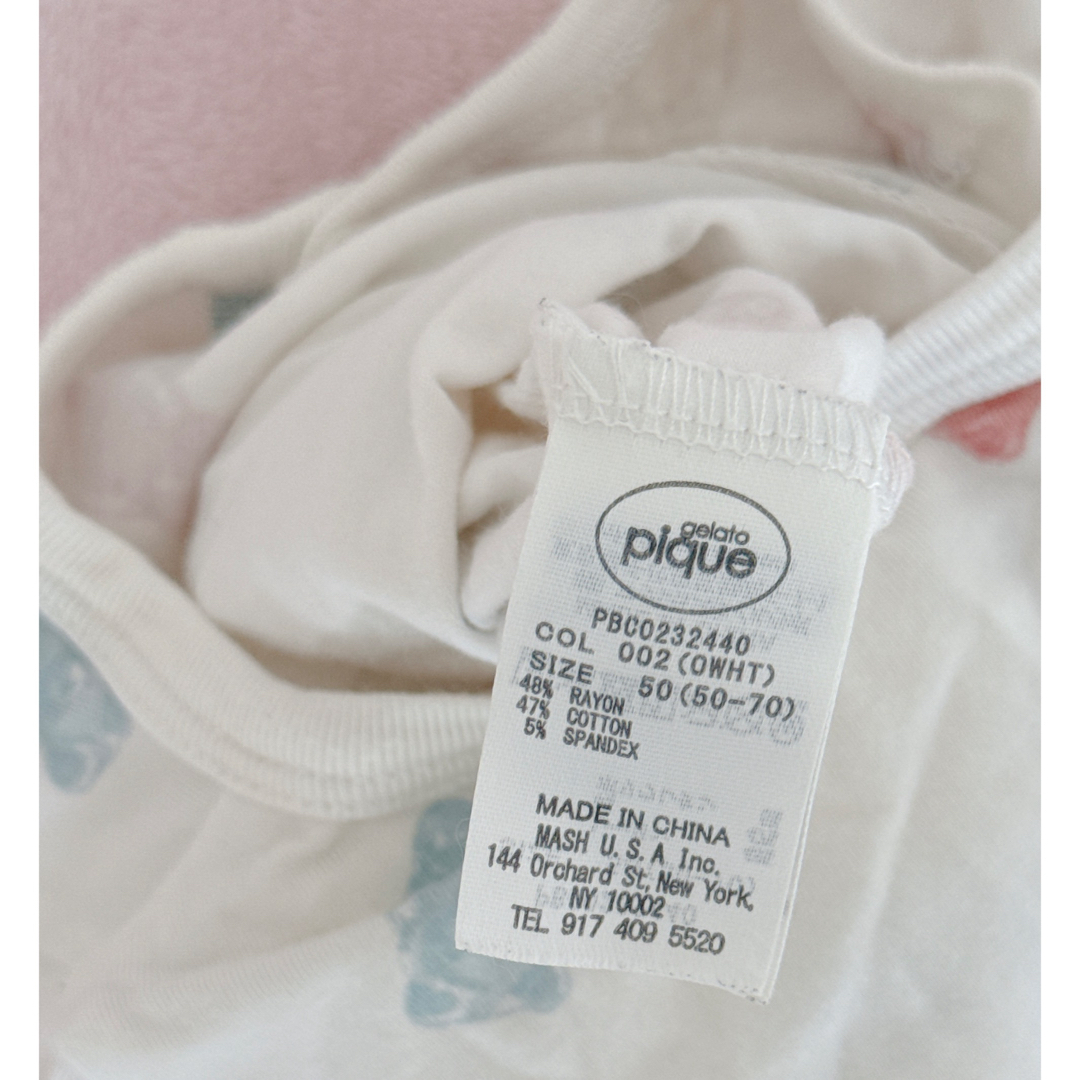 gelato
pique
PBC0232440
COL 002(OWHT)
SIZE 50(50-70)
48% RAYON
47% COTTON
5% SPANDEX
MADE IN CHINA
MASH U.S.A Inc.
144 Orchard St, New York,
NY 10002
TEL 917 409 5520